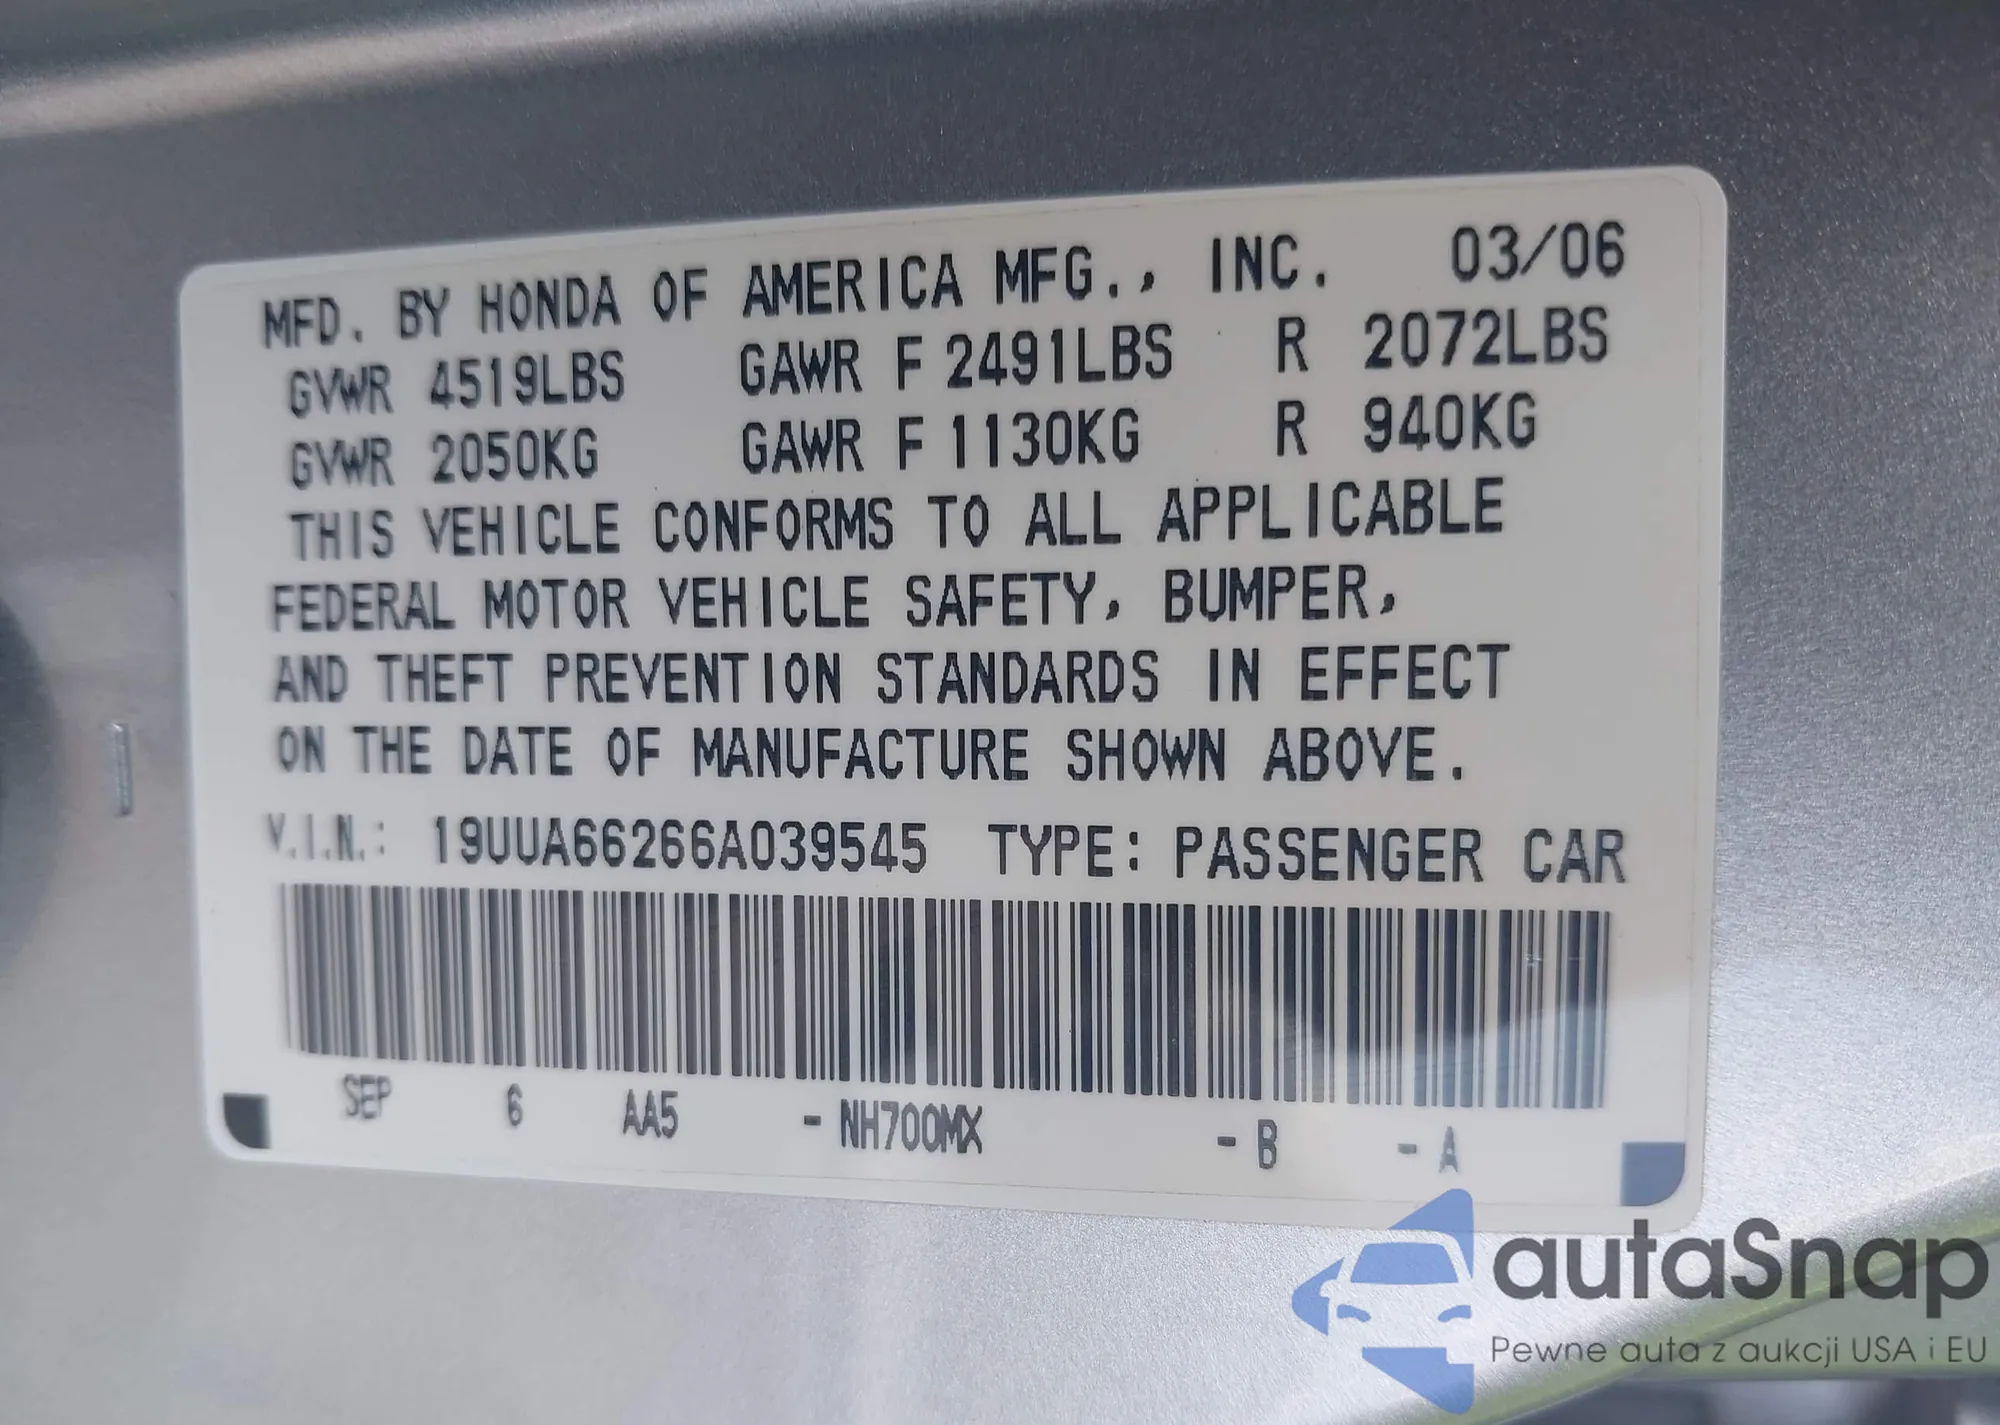 MFD. BY HONDA OF AMERICA MFG., INC. 03/06
GVWR 4519LBS GAWR F 2491LBS R 2072LBS
GVWR 2050KG GAWR F 1130KG R 940KG
THIS VEHICLE CONFORMS TO ALL APPLICABLE
FEDERAL MOTOR VEHICLE SAFETY, BUMPER,
AND THEFT PREVENTION STANDARDS IN EFFECT
ON THE DATE OF MANUFACTURE SHOWN ABOVE.
V.I.N.: 19UUA66266A039545 TYPE: PASSENGER CAR
SEP 6 AA5 - NH700MX - B - A
autaSnap
Pewne auta z aukcji USA i EU